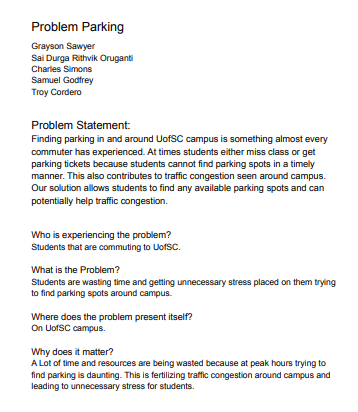 Problem Parking
Grayson Sawyer
Sai Durga Rithvik Oruganti
Charles Simons
Samuel Godfrey
Troy Cordero
Problem Statement:
Finding parking in and around UofSC campus is something almost every
commuter has experienced. At times students either miss class or get
parking tickets because students cannot find parking spots in a timely
manner. This also contributes to traffic congestion seen around campus.
Our solution allows students to find any available parking spots and can
potentially help traffic congestion.
Who is experiencing the problem?
Students that are commuting to UofSC.
What is the Problem?
Students are wasting time and getting unnecessary stress placed on them trying
to find parking spots around campus.
Where does the problem present itself?
On UofSC campus.
Why does it matter?
A Lot of time and resources are being wasted because at peak hours trying to
find parking is daunting. This is fertilizing traffic congestion around campus and
leading to unnecessary stress for students.